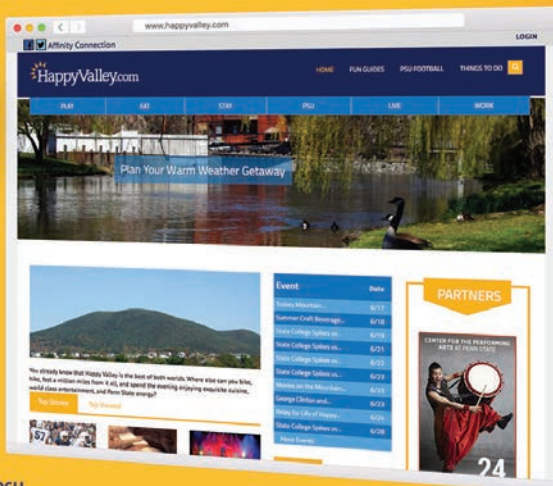 www.happyvalley.com
LOGIN
Affinity Connection
HappyValley.com
HOME FUN GUIDES PSU FOOTBALL THINGS TO DO
PLAY EAT STAY PSU LIVE WORK
Plan Your Warm Weather Getaway
Event Date
Tussey Mountain... 6/17
Summer Craft Beverage... 6/18
State College Spikes vs... 6/19
State College Spikes vs... 6/21
State College Spikes vs... 6/22
State College Spikes vs... 6/23
Movies on the Mountain... 6/23
George Clinton and... 6/23
Relay for Life of Happy... 6/24
State College Spikes vs... 6/28
More Events
PARTNERS
CENTER FOR THE PERFORMING
ARTS AT PENN STATE
24
You already know that Happy Valley is the best of both worlds. Where else can you bike,
hike, feel a million miles from it all, and spend the evening enjoying exquisite cuisine,
world class entertainment, and Penn State energy?
Top Stories
57
PSU